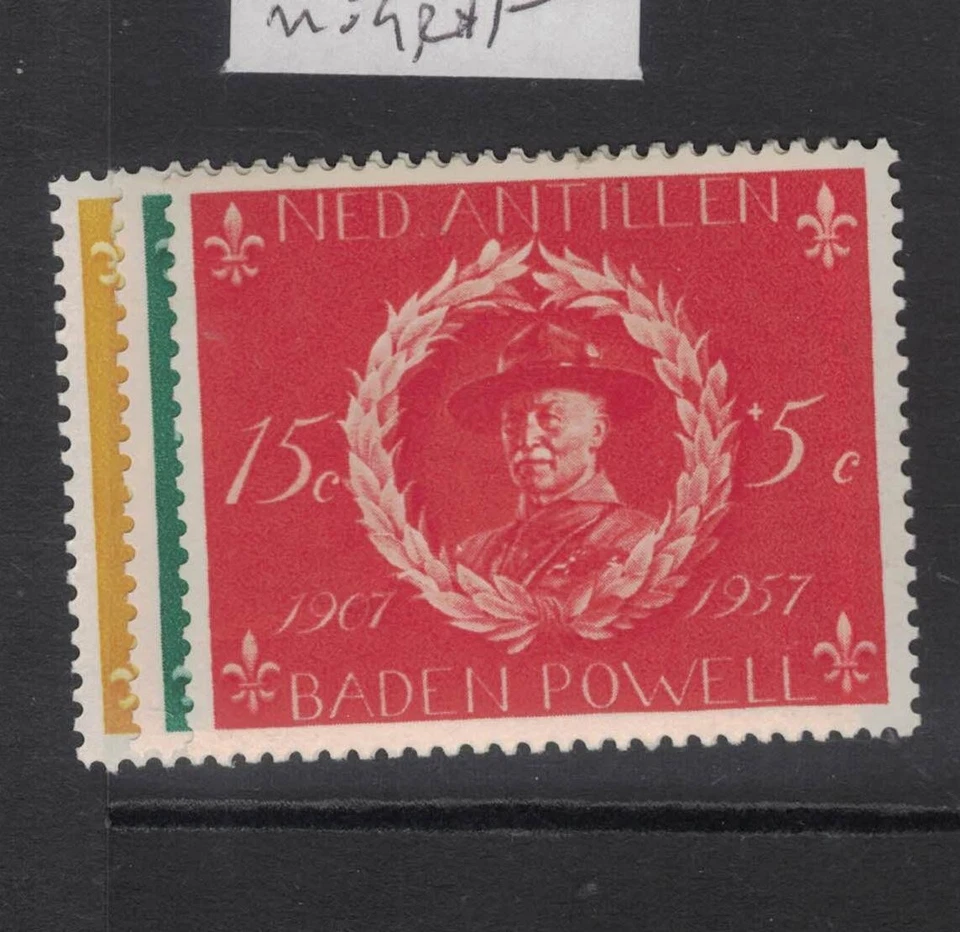 NED. ANTILLEN
15c +5 c
1907 1957
BADEN POWELL